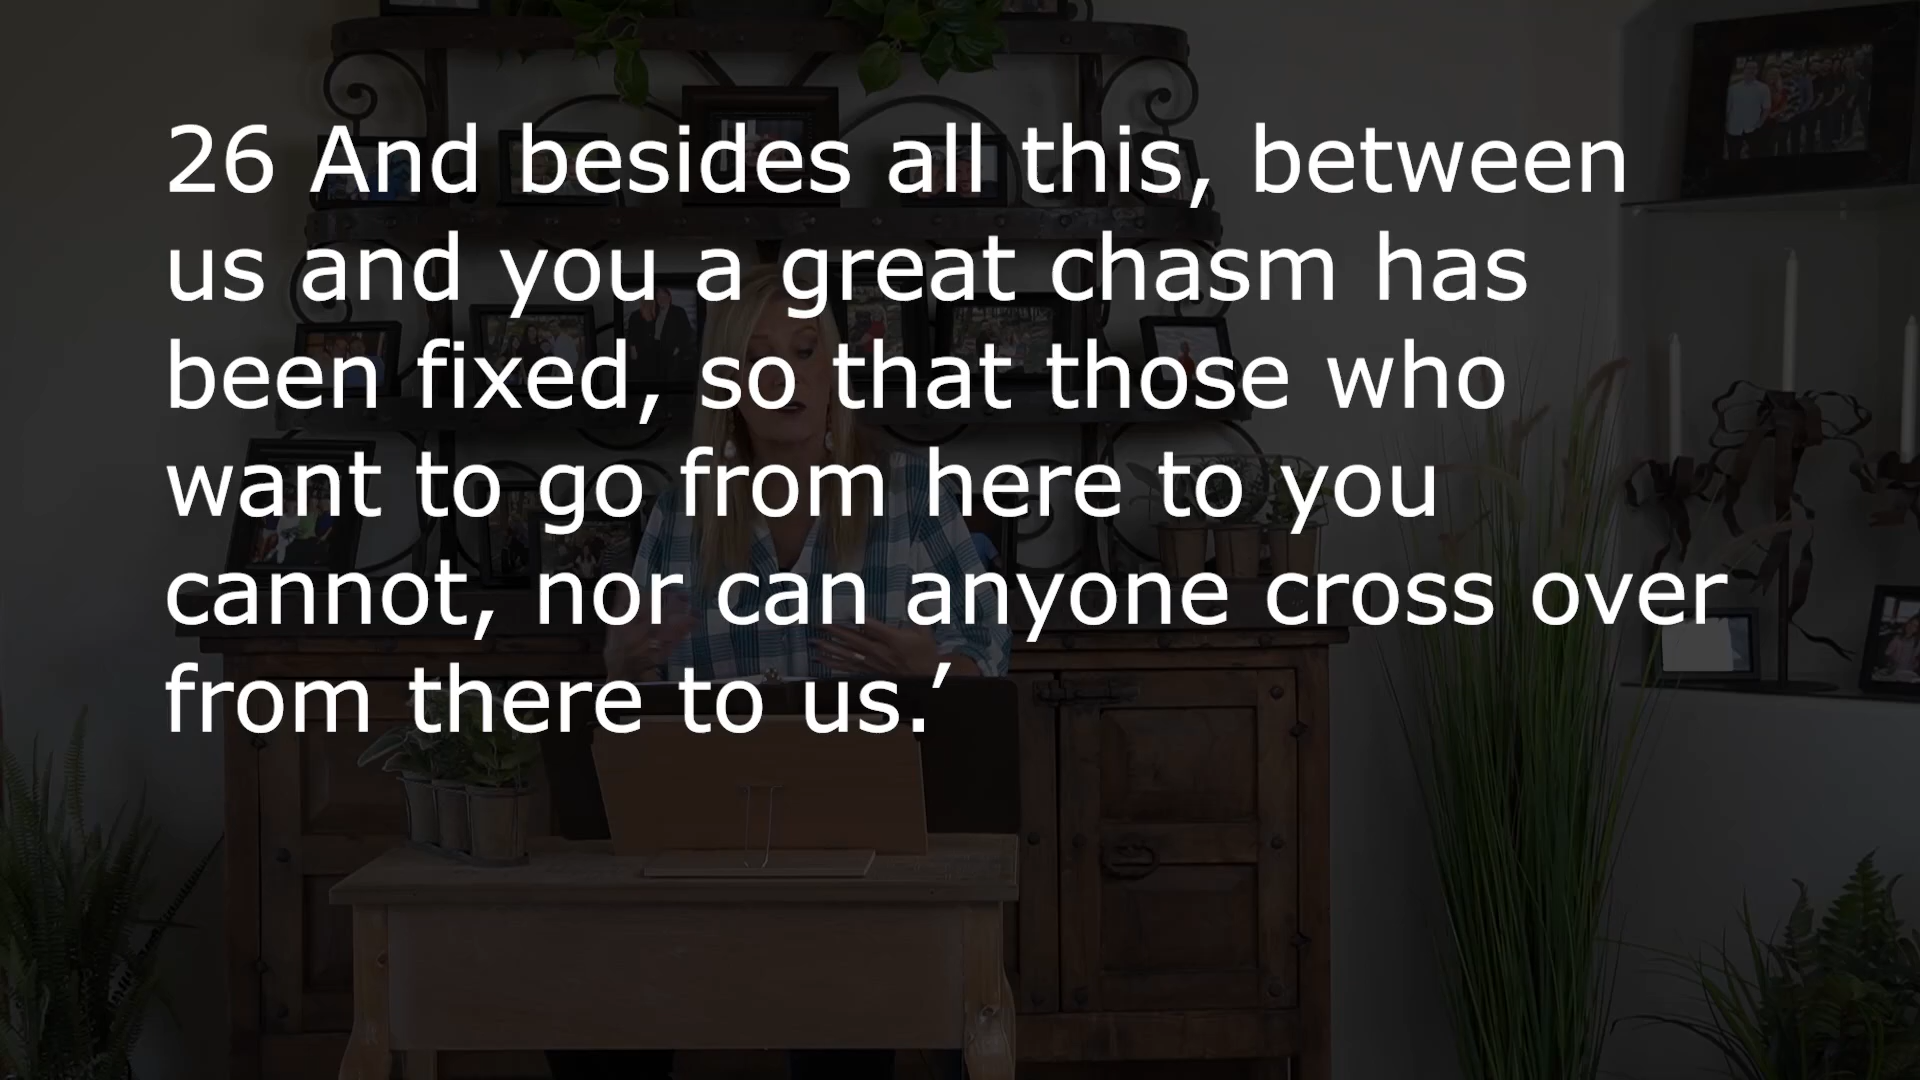 26 And besides all this, between
us and you a great chasm has
been fixed, so that those who
want to go from here to you
cannot, nor can anyone cross over
from there to us.’